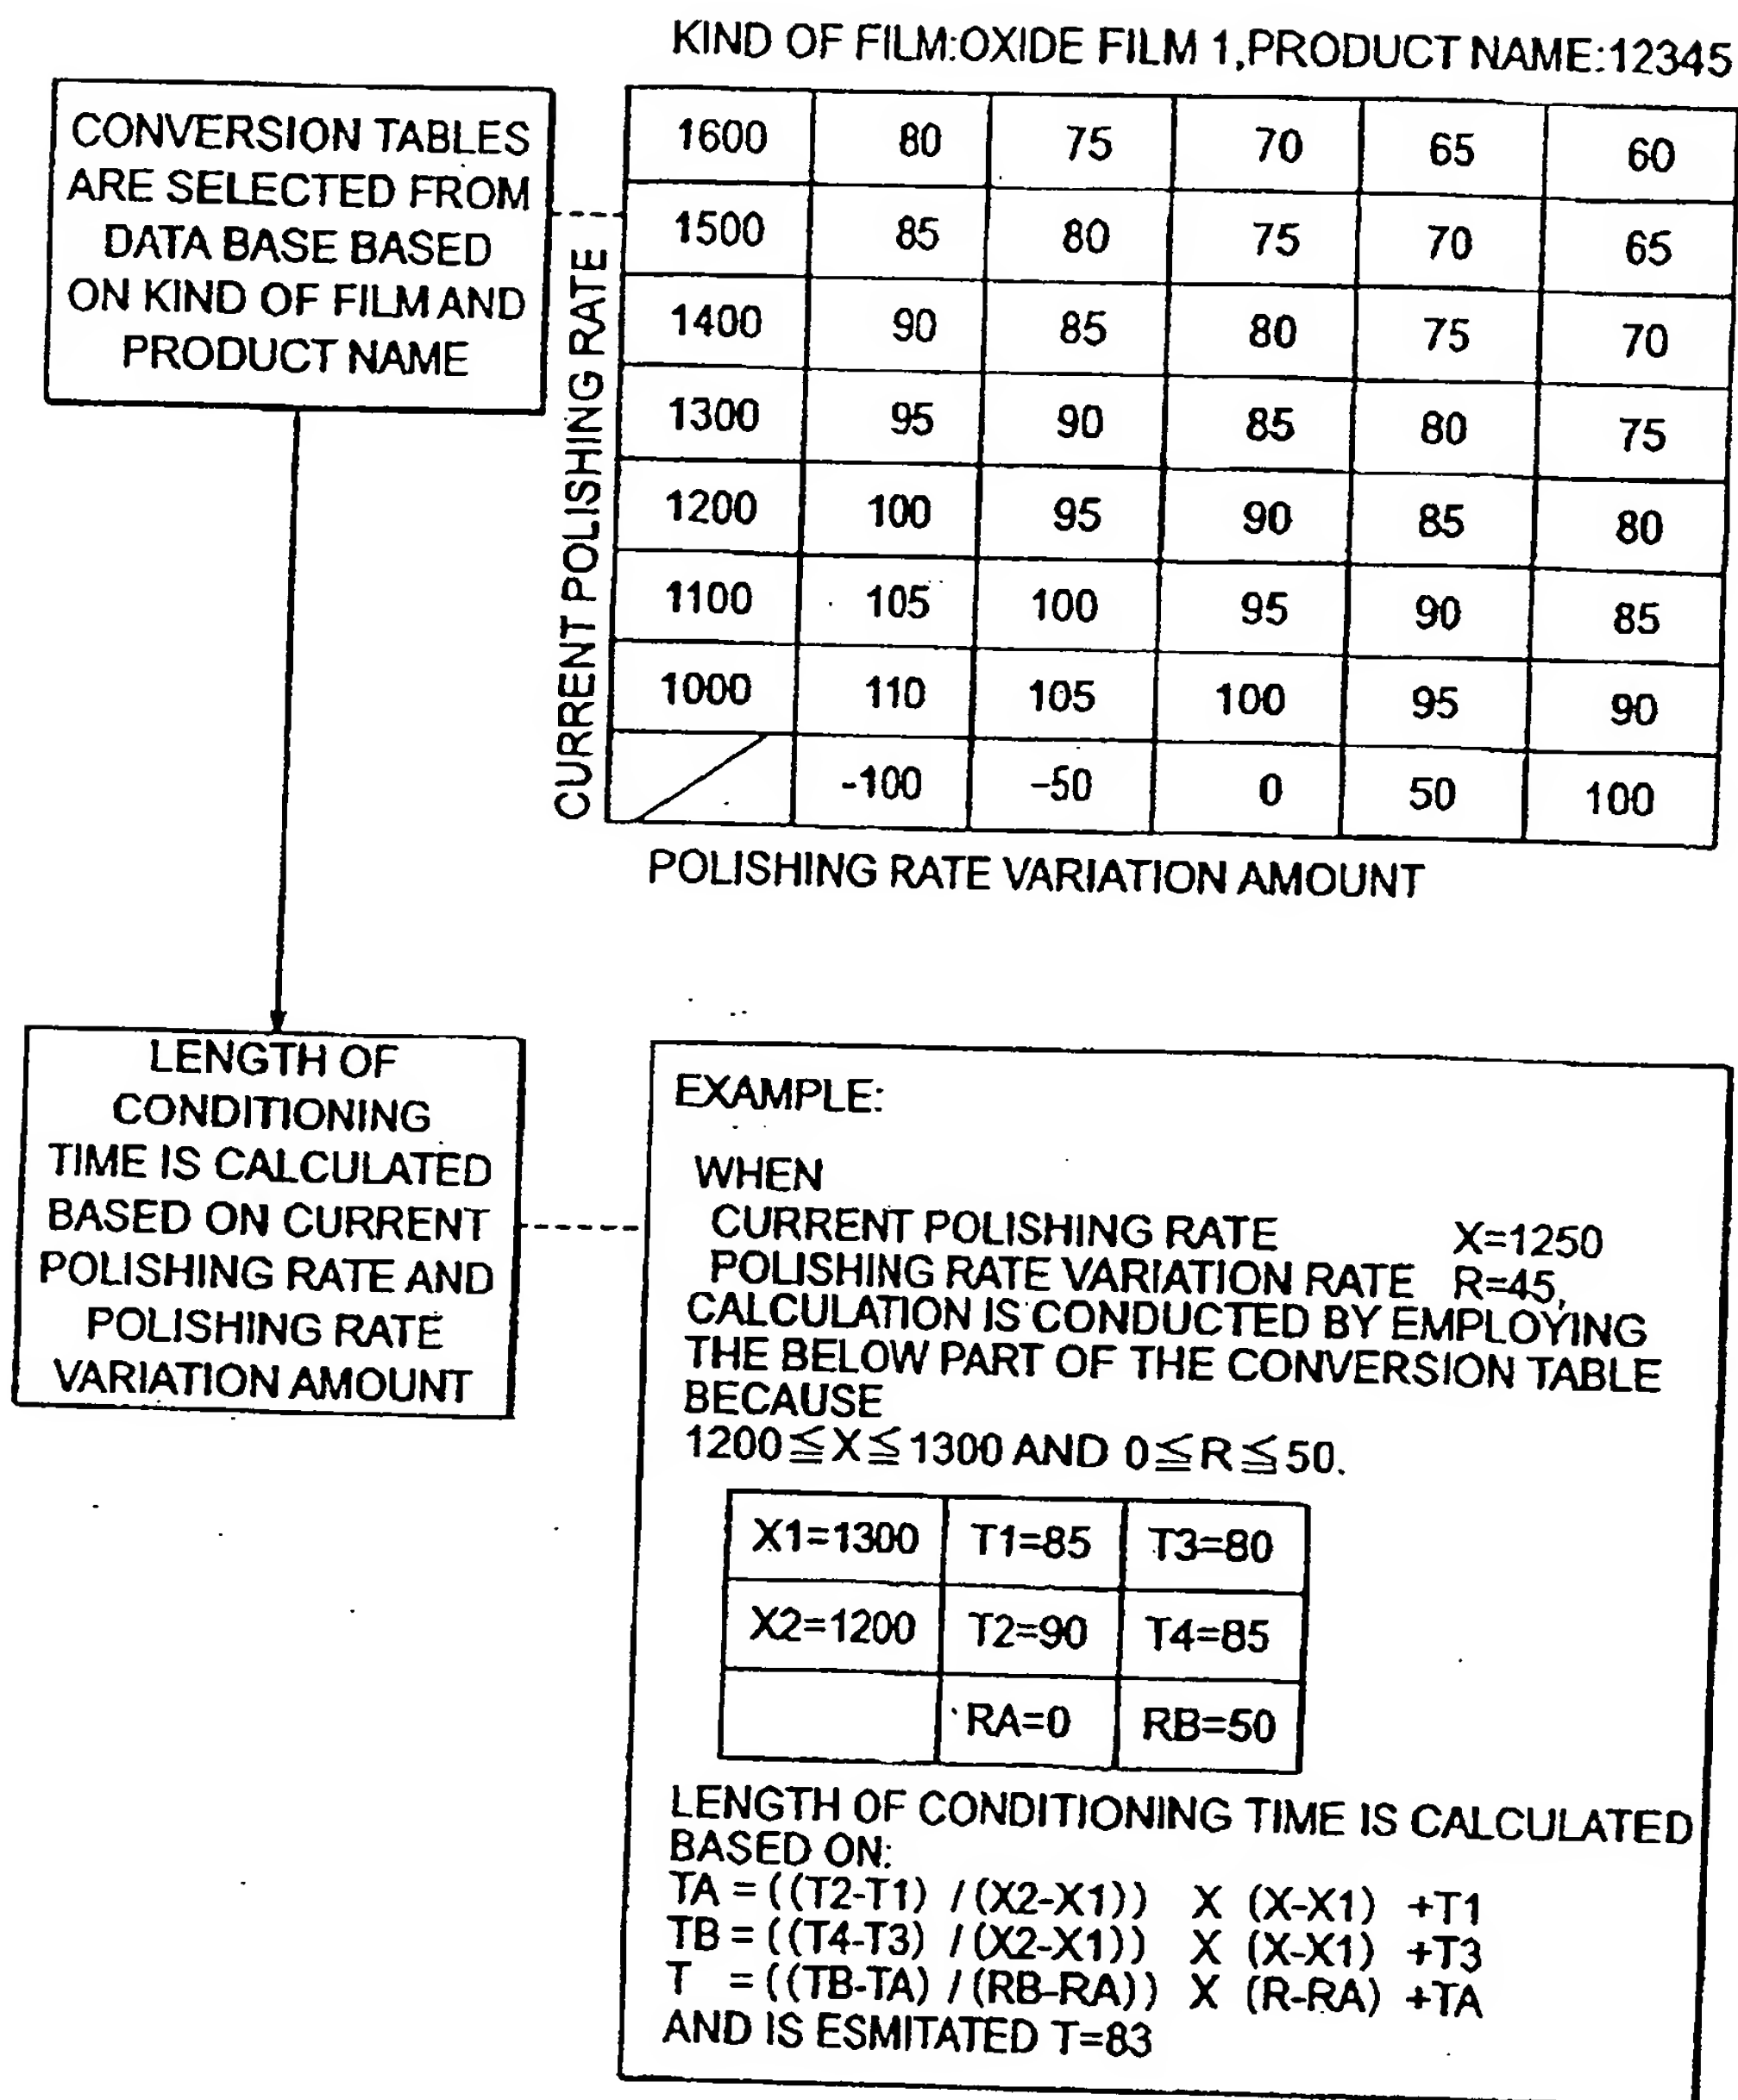 KIND OF FILM:OXIDE FILM 1,PRODUCT NAME:12345
CONVERSION TABLES
ARE SELECTED FROM
DATA BASE BASED
ON KIND OF FILM AND
PRODUCT NAME
CURRENT POLISHING RATE
1600 80 75 70 65 60
1500 85 80 75 70 65
1400 90 85 80 75 70
1300 95 90 85 80 75
1200 100 95 90 85 80
1100 105 100 95 90 85
1000 110 105 100 95 90
-100 -50 0 50 100
POLISHING RATE VARIATION AMOUNT
LENGTH OF
CONDITIONING
TIME IS CALCULATED
BASED ON CURRENT
POLISHING RATE AND
POLISHING RATE
VARIATION AMOUNT
EXAMPLE:
WHEN
CURRENT POLISHING RATE X=1250
POLISHING RATE VARIATION RATE R=45,
CALCULATION IS CONDUCTED BY EMPLOYING
THE BELOW PART OF THE CONVERSION TABLE
BECAUSE
1200≦X≦1300 AND 0≦R≦50.
X1=1300 T1=85 T3=80
X2=1200 T2=90 T4=85
RA=0 RB=50
LENGTH OF CONDITIONING TIME IS CALCULATED
BASED ON:
TA = ((T2-T1) / (X2-X1)) X (X-X1) +T1
TB = ((T4-T3) / (X2-X1)) X (X-X1) +T3
T = ((TB-TA) / (RB-RA)) X (R-RA) +TA
AND IS ESMITATED T=83